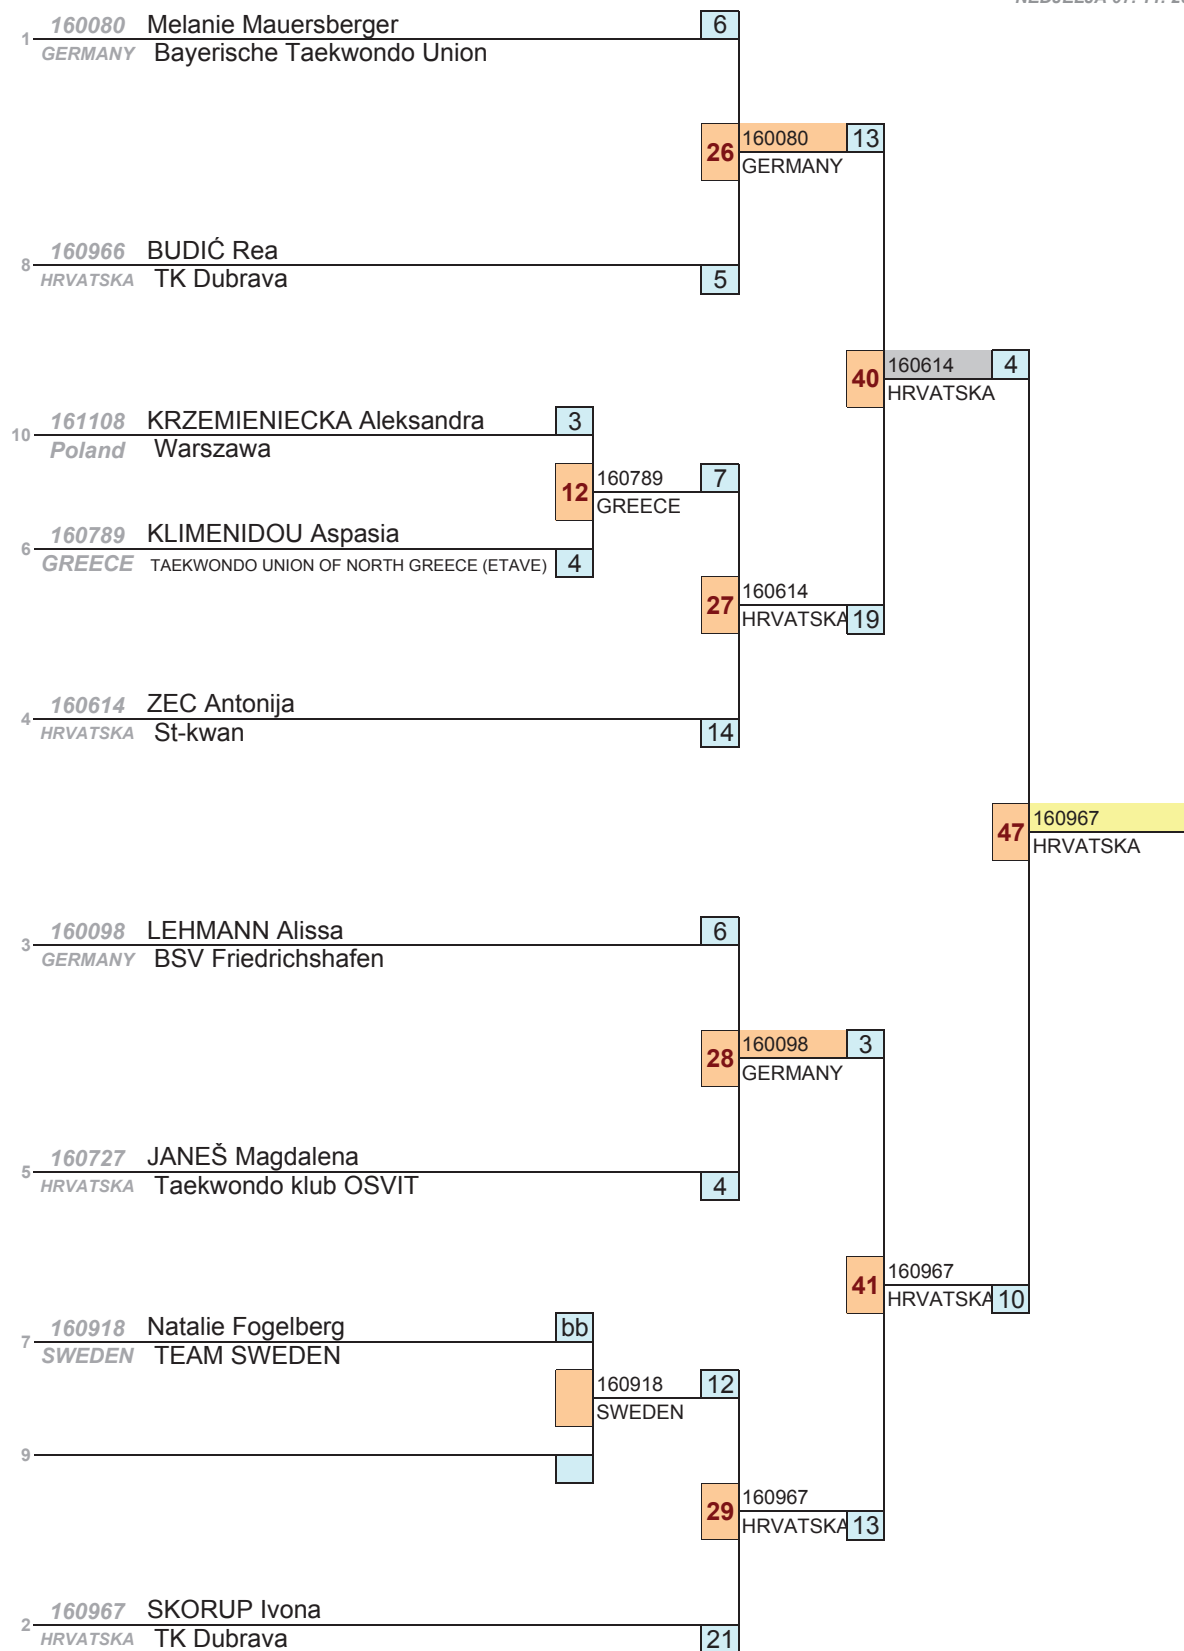 160080 Melanie Mauersberger 6
1
GERMANY Bayerische Taekwondo Union
26 160080 13
GERMANY
160966 BUDIĆ Rea
8
HRVATSKA TK Dubrava 5
40 160614 4
HRVATSKA
161108 KRZEMIENIECKA Aleksandra 3
10
Poland Warszawa
12 160789 7
GREECE
160789 KLIMENIDOU Aspasia
6
GREECE TAEKWONDO UNION OF NORTH GREECE (ETAVE) 4
27 160614
HRVATSKA 19
160614 ZEC Antonija
4
HRVATSKA St-kwan 14
47 160967
HRVATSKA
160098 LEHMANN Alissa 6
3
GERMANY BSV Friedrichshafen
28 160098 3
GERMANY
160727 JANEŠ Magdalena
5
HRVATSKA Taekwondo klub OSVIT 4
41 160967
HRVATSKA 10
160918 Natalie Fogelberg bb
7
SWEDEN TEAM SWEDEN
160918 12
SWEDEN
9
29 160967
HRVATSKA 13
160967 SKORUP Ivona
2
HRVATSKA TK Dubrava 21